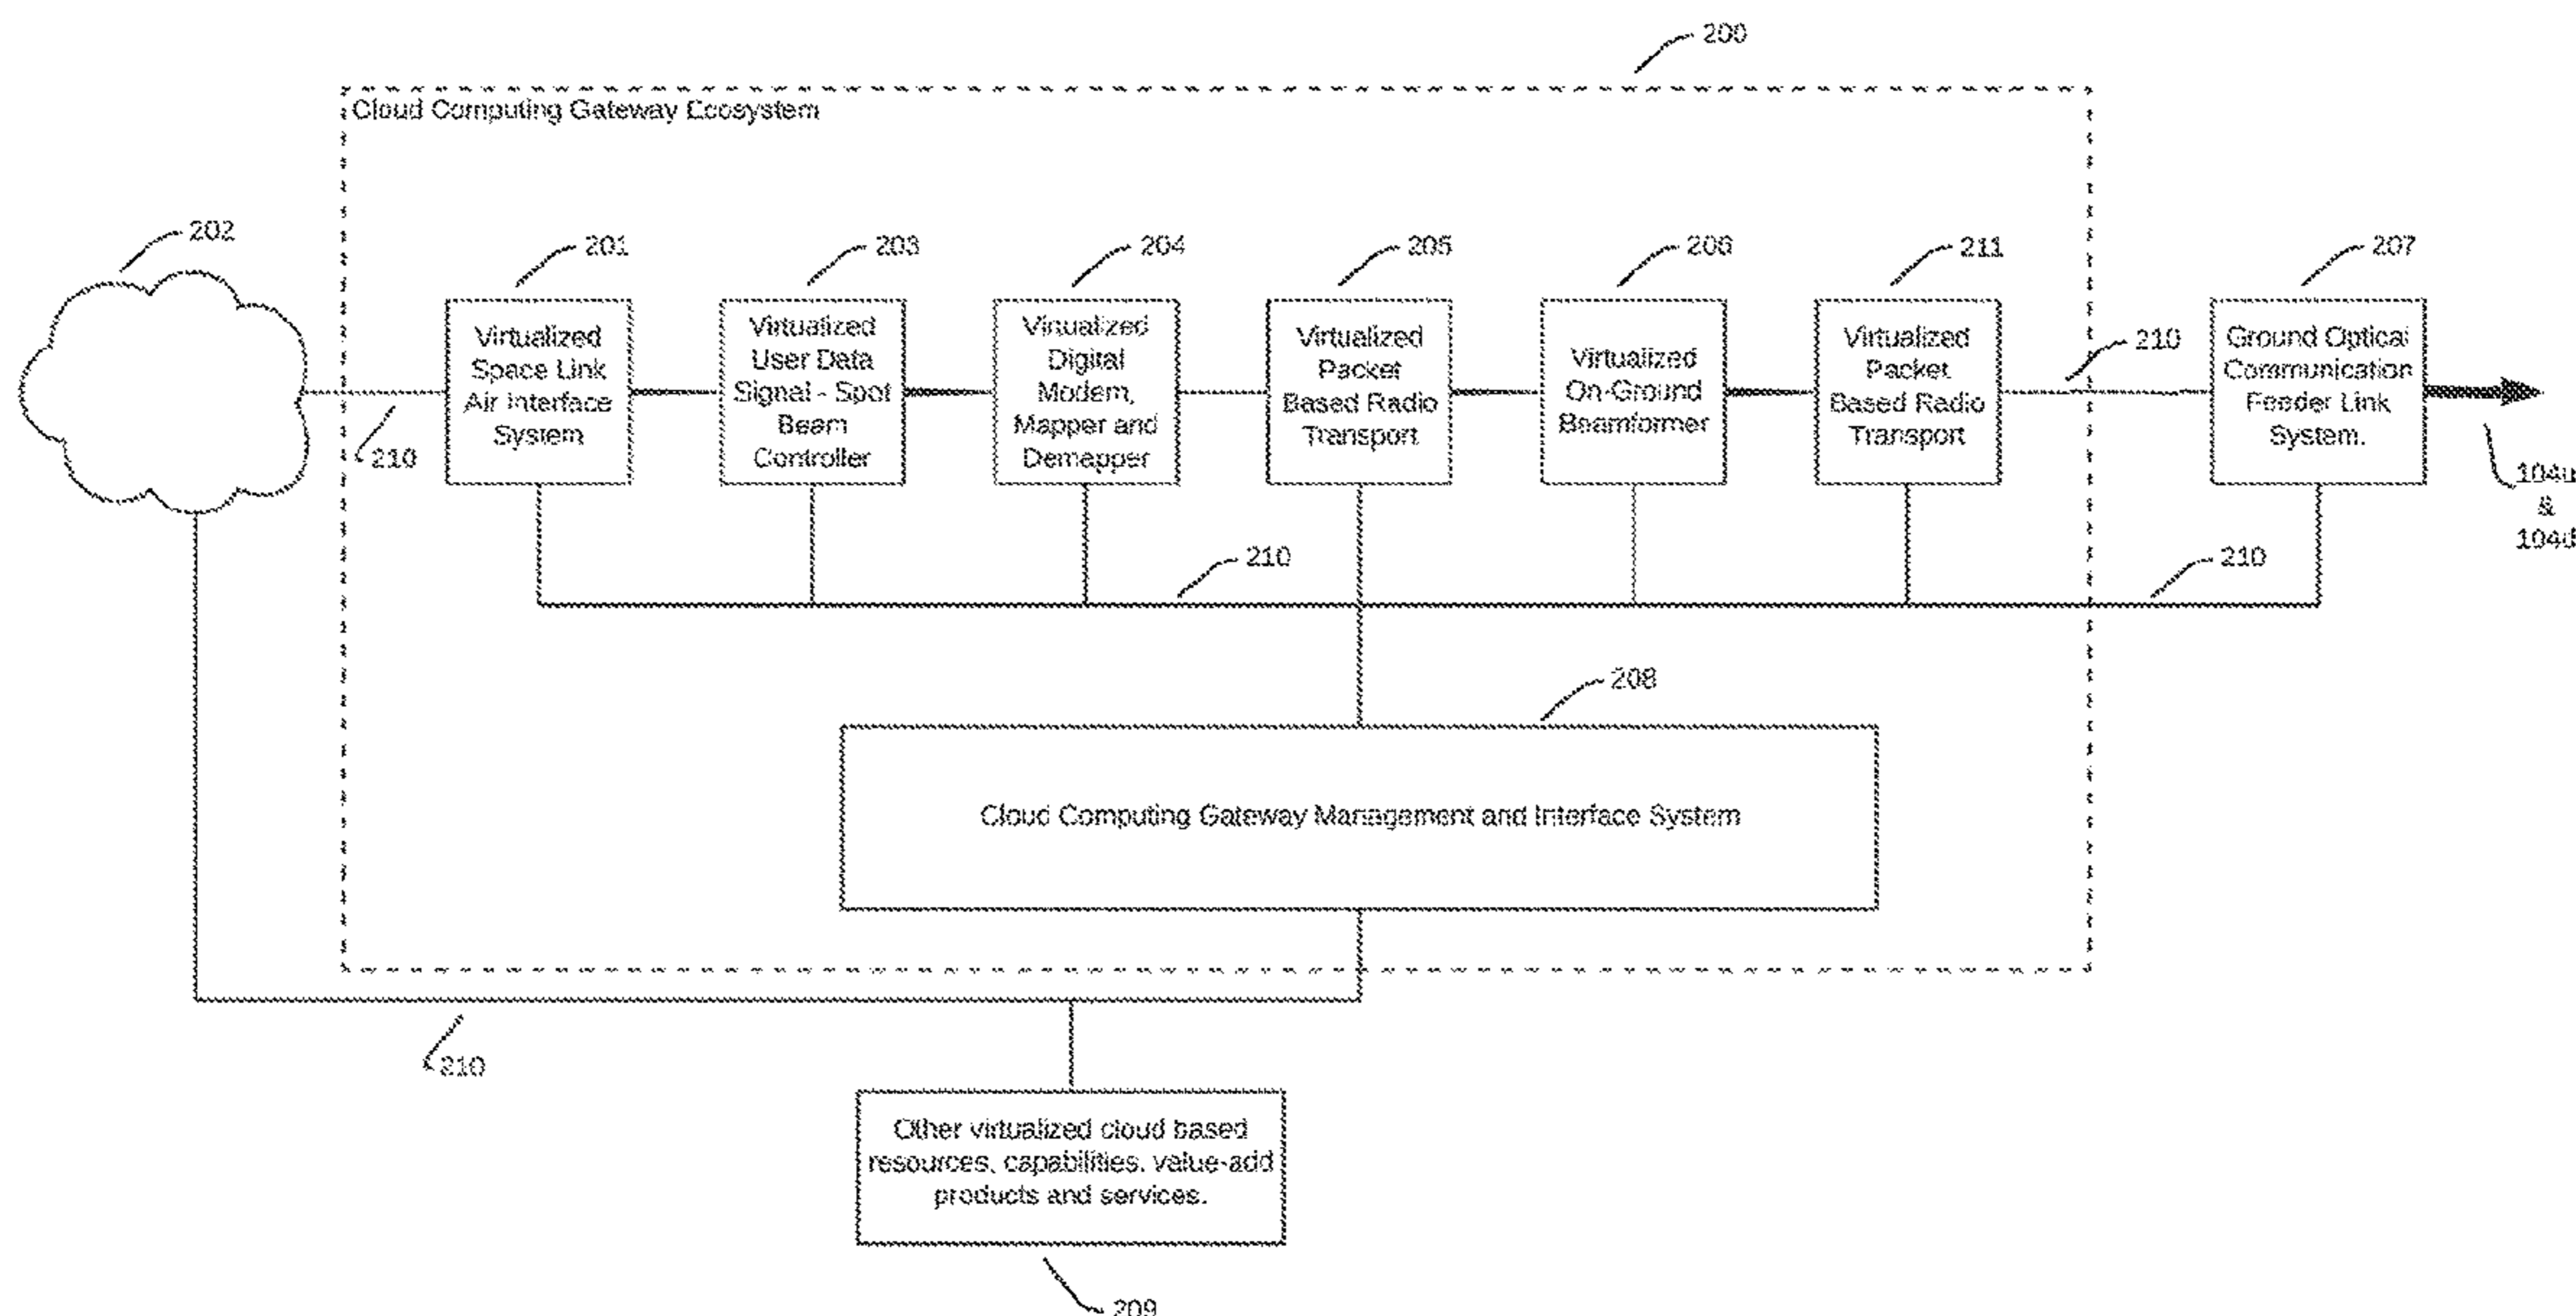 200
Cloud Computing Gateway Ecosystem
202
201
203
204
205
206
211
207
Virtualized
Space Link
Air Interface
System
Virtualized
User Data
Signal - Spot
Beam
Controller
Virtualized
Digital
Modem,
Mapper and
Demapper
Virtualized
Packet
Based Radio
Transport
Virtualized
On-Ground
Beamformer
Virtualized
Packet
Based Radio
Transport
210
Ground Optical
Communication
Feeder Link
System.
210
104u
&
104d
210
210
208
Cloud Computing Gateway Management and Interface System
210
Other virtualized cloud based
resources, capabilities, value-add
products and services.
209